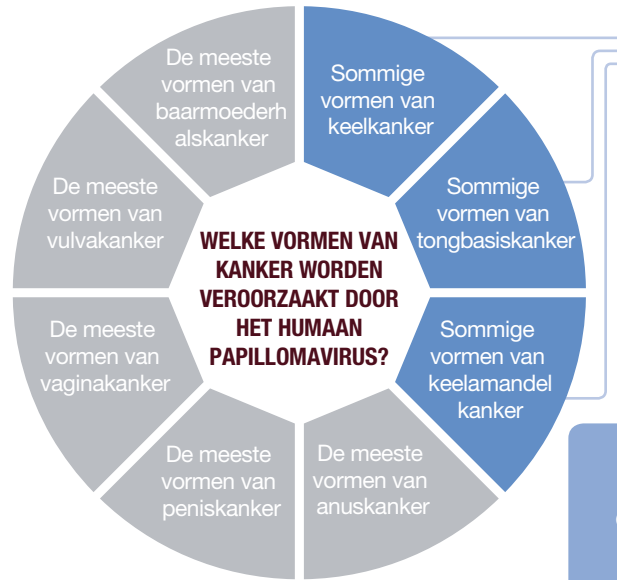 WELKE VORMEN VAN
KANKER WORDEN
VEROORZAAKT DOOR
HET HUMAAN
PAPILLOMAVIRUS?
Sommige
vormen van
keelkanker
Sommige
vormen van
tongbasiskanker
Sommige
vormen van
keelamandel
kanker
De meeste
vormen van
anuskanker
De meeste
vormen van
peniskanker
De meeste
vormen van
vaginakanker
De meeste
vormen van
vulvakanker
De meeste
vormen van
baarmoederh
alskanker